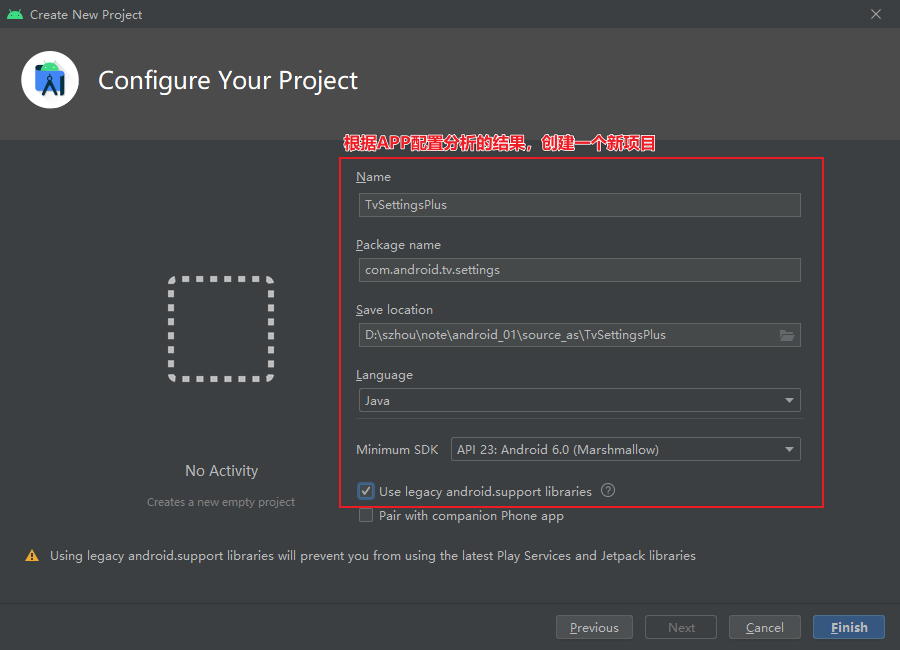 Create New Project
Configure Your Project
根据APP配置分析的结果，创建一个新项目
Name
TvSettingsPlus
Package name
com.android.tv.settings
Save location
D:\szhou\note\android_01\source_as\TvSettingsPlus
Language
Java
Minimum SDK API 23: Android 6.0 (Marshmallow)
Use legacy android.support libraries
Pair with companion Phone app
No Activity
Creates a new empty project
Using legacy android.support libraries will prevent you from using the latest Play Services and Jetpack libraries
Previous Next Cancel Finish